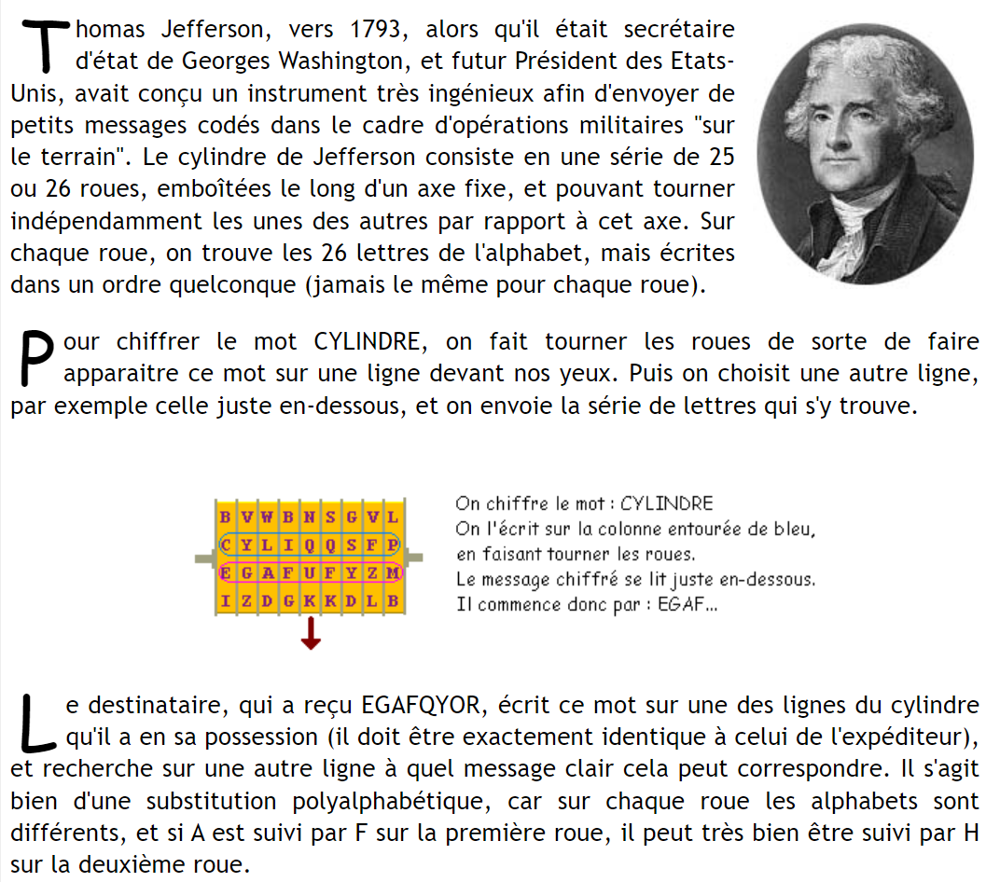 Thomas Jefferson, vers 1793, alors qu'il était secrétaire
d'état de Georges Washington, et futur Président des Etats-
Unis, avait conçu un instrument très ingénieux afin d'envoyer de
petits messages codés dans le cadre d'opérations militaires "sur
le terrain". Le cylindre de Jefferson consiste en une série de 25
ou 26 roues, emboîtées le long d'un axe fixe, et pouvant tourner
indépendamment les unes des autres par rapport à cet axe. Sur
chaque roue, on trouve les 26 lettres de l'alphabet, mais écrites
dans un ordre quelconque (jamais le même pour chaque roue).
Pour chiffrer le mot CYLINDRE, on fait tourner les roues de sorte de faire
apparaitre ce mot sur une ligne devant nos yeux. Puis on choisit une autre ligne,
par exemple celle juste en-dessous, et on envoie la série de lettres qui s'y trouve.
B V W B N S G V L
C Y L I Q Q S F P
E G A F U F Y Z M
I Z D G K K D L B
On chiffre le mot : CYLINDRE
On l'écrit sur la colonne entourée de bleu,
en faisant tourner les roues.
Le message chiffré se lit juste en-dessous.
Il commence donc par : EGAF...
Le destinataire, qui a reçu EGAFQYOR, écrit ce mot sur une des lignes du cylindre
qu'il a en sa possession (il doit être exactement identique à celui de l'expéditeur),
et recherche sur une autre ligne à quel message clair cela peut correspondre. Il s'agit
bien d'une substitution polyalphabétique, car sur chaque roue les alphabets sont
différents, et si A est suivi par F sur la première roue, il peut très bien être suivi par H
sur la deuxième roue.